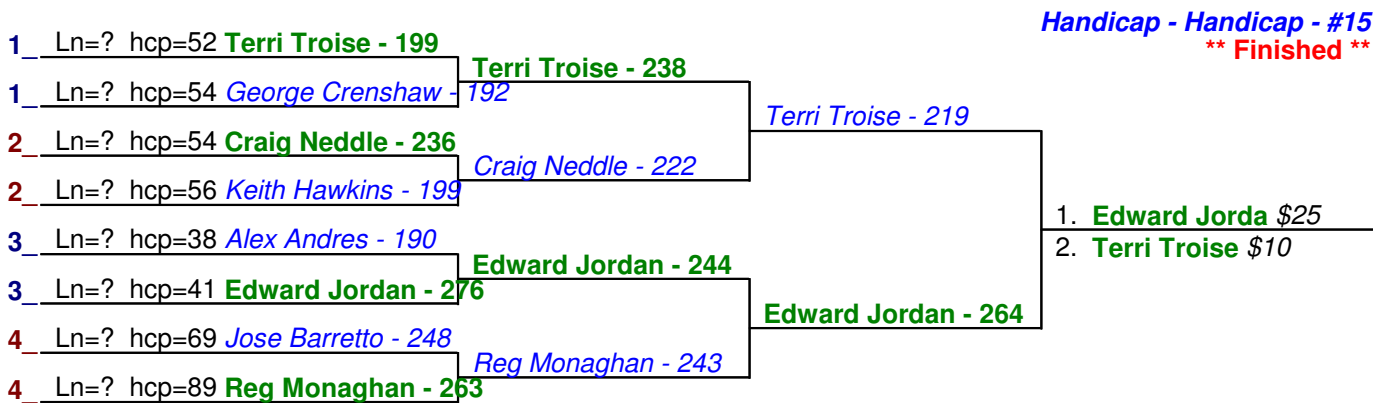 Handicap - Handicap - #15
** Finished **
1_ Ln=? hcp=52 Terri Troise - 199
Terri Troise - 238
1_ Ln=? hcp=54 George Crenshaw - 192
Terri Troise - 219
2_ Ln=? hcp=54 Craig Neddle - 236
Craig Neddle - 222
2_ Ln=? hcp=56 Keith Hawkins - 199
1. Edward Jorda $25
2. Terri Troise $10
3_ Ln=? hcp=38 Alex Andres - 190
Edward Jordan - 244
3_ Ln=? hcp=41 Edward Jordan - 276
Edward Jordan - 264
4_ Ln=? hcp=69 Jose Barretto - 248
Reg Monaghan - 243
4_ Ln=? hcp=89 Reg Monaghan - 263